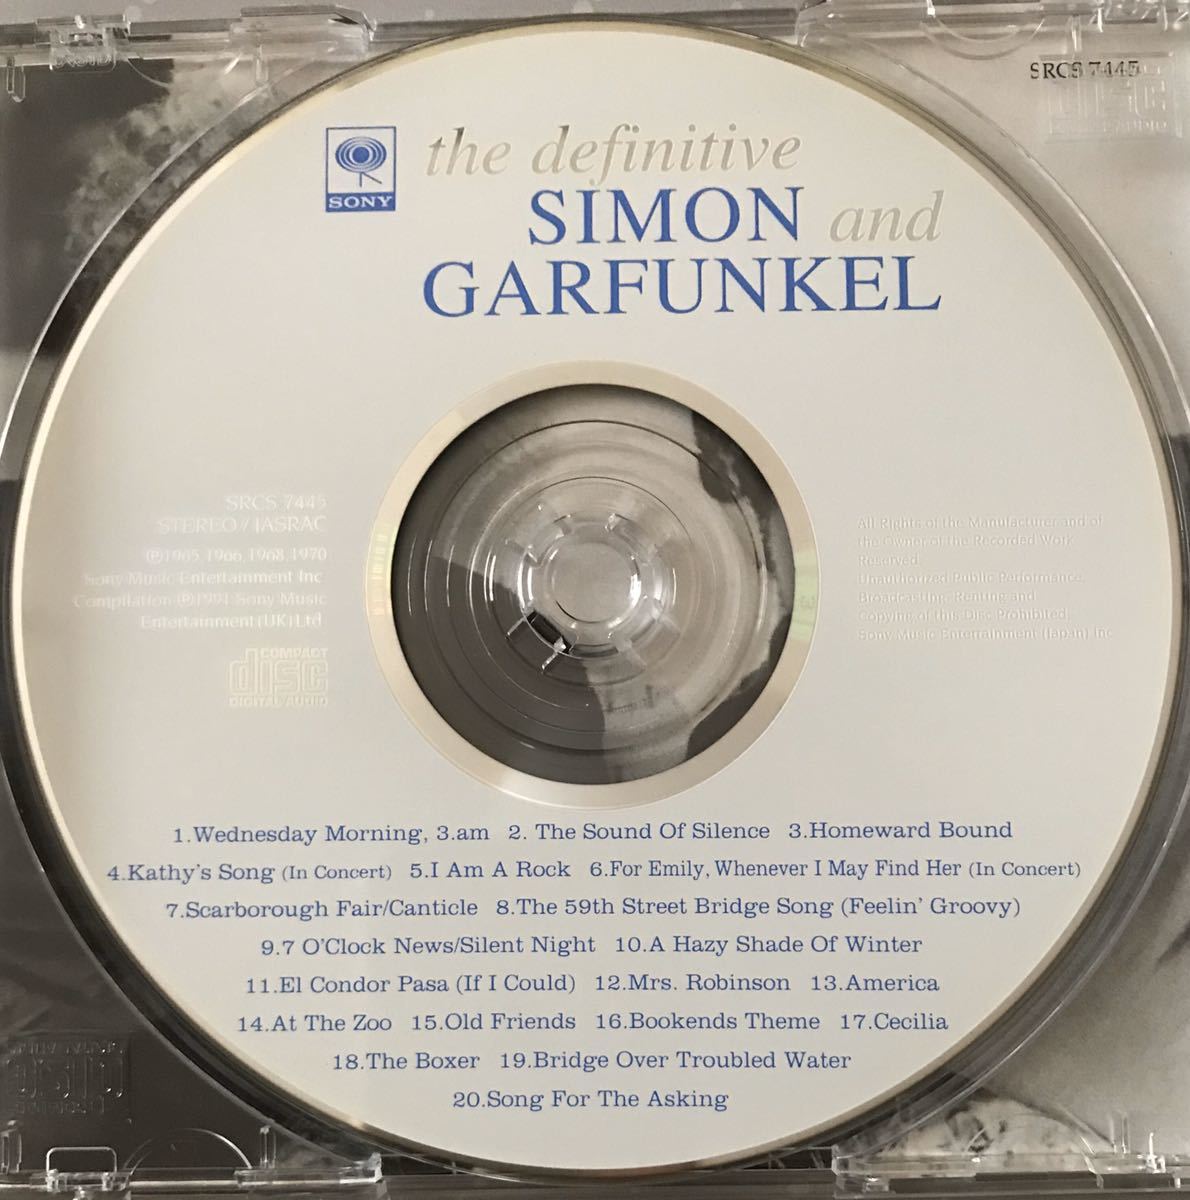 SRCS 7445
SONY
the definitive
SIMON and
GARFUNKEL
SRCS 7445
STEREO / JASRAC
℗1965, 1966, 1968, 1970
Sony Music Entertainment Inc
Compilation ℗1991 Sony Music
Entertainment (UK) Ltd
COMPACT
disc
DIGITAL AUDIO
All Rights of the Manufacturer and of
the Owner of the Recorded Work
Reserved
Unauthorized Public Performance,
Broadcasting, Renting and
Copying of this Disc Prohibited.
Sony Music Entertainment (Japan) Inc
1.Wednesday Morning, 3.am 2. The Sound Of Silence 3.Homeward Bound
4.Kathy's Song (In Concert) 5.I Am A Rock 6.For Emily, Whenever I May Find Her (In Concert)
7.Scarborough Fair/Canticle 8.The 59th Street Bridge Song (Feelin' Groovy)
9.7 O'Clock News/Silent Night 10.A Hazy Shade Of Winter
11.El Condor Pasa (If I Could) 12.Mrs. Robinson 13.America
14.At The Zoo 15.Old Friends 16.Bookends Theme 17.Cecilia
18.The Boxer 19.Bridge Over Troubled Water
20.Song For The Asking